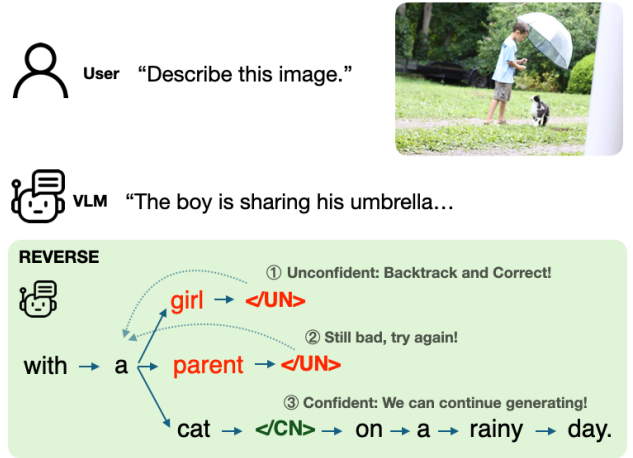 User “Describe this image.”
VLM “The boy is sharing his umbrella…
REVERSE
① Unconfident: Backtrack and Correct!
girl </UN>
② Still bad, try again!
with a parent </UN>
③ Confident: We can continue generating!
cat </CN> on a rainy day.